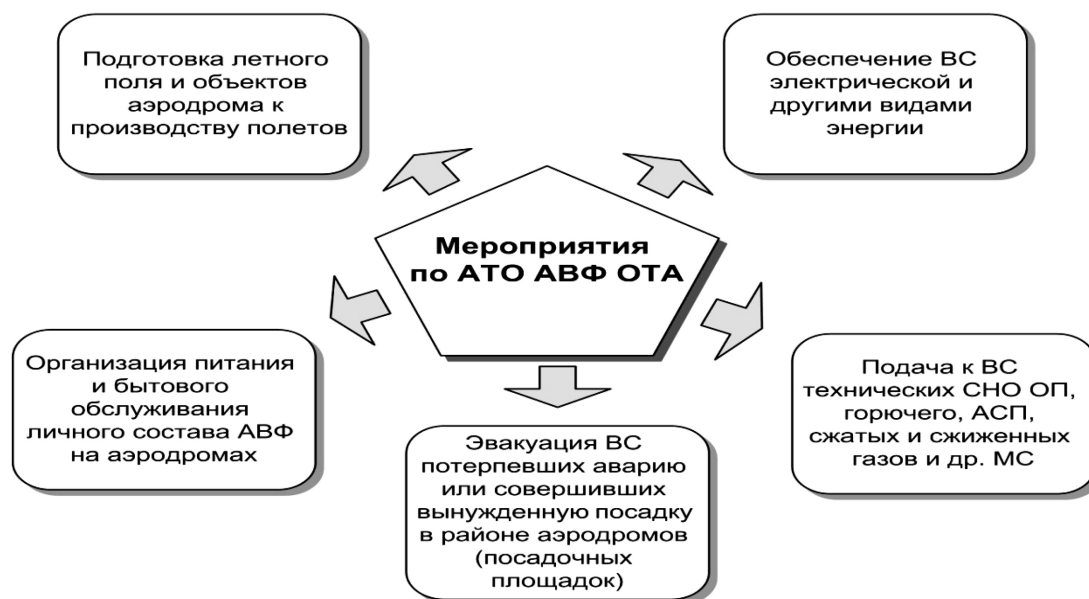 Подготовка летного
поля и объектов
аэродрома к
производству полетов
Обеспечение ВС
электрической и
другими видами
энергии
Мероприятия
по АТО АВФ ОТА
Организация питания
и бытового
обслуживания
личного состава АВФ
на аэродромах
Эвакуация ВС
потерпевших аварию
или совершивших
вынужденную посадку
в районе аэродромов
(посадочных
площадок)
Подача к ВС
технических СНО ОП,
горючего, АСП,
сжатых и сжиженных
газов и др. МС